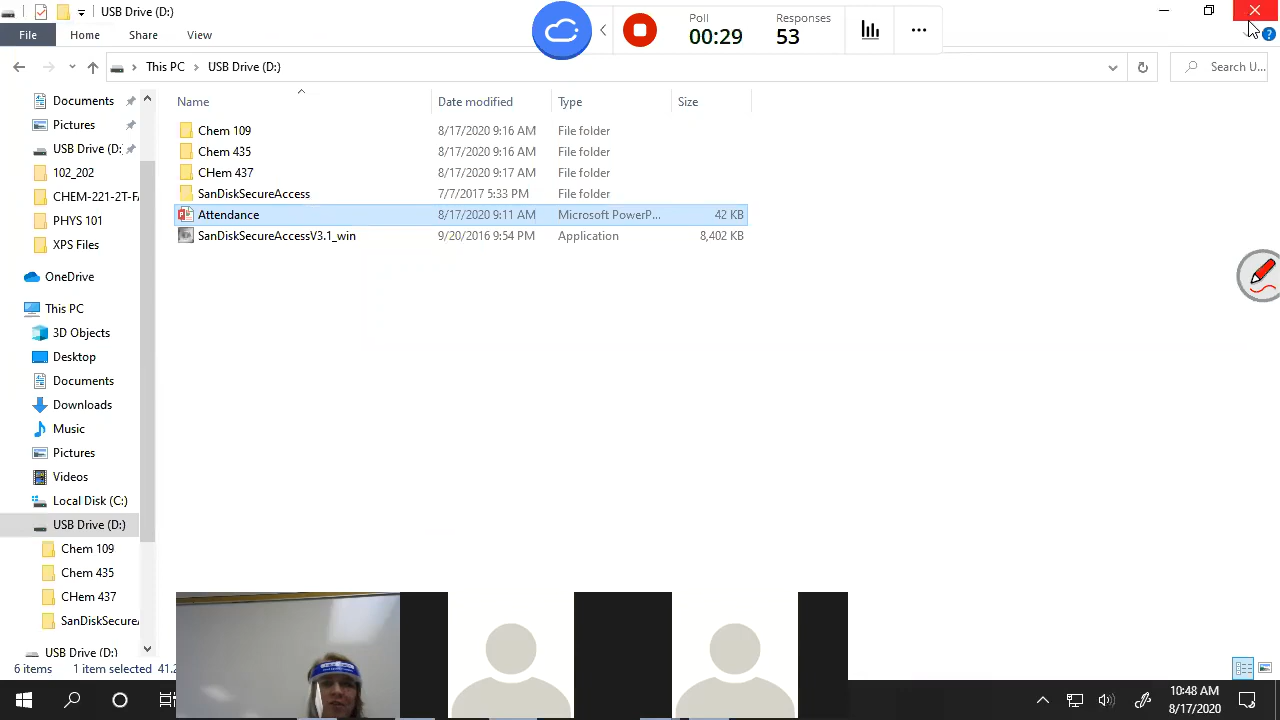 USB Drive (D:)
File Home Share View
Poll
00:29
Responses
53
This PC USB Drive (D:)
Search U...
Name Date modified Type Size
Chem 109 8/17/2020 9:16 AM File folder
Chem 435 8/17/2020 9:16 AM File folder
CHem 437 8/17/2020 9:17 AM File folder
SanDiskSecureAccess 7/7/2017 5:33 PM File folder
Attendance 8/17/2020 9:11 AM Microsoft PowerP... 42 KB
SanDiskSecureAccessV3.1_win 9/20/2016 9:54 PM Application 8,402 KB
Documents
Pictures
USB Drive (D:)
102_202
CHEM-221-2T-FA
PHYS 101
XPS Files
OneDrive
This PC
3D Objects
Desktop
Documents
Downloads
Music
Pictures
Videos
Local Disk (C:)
USB Drive (D:)
Chem 109
Chem 435
CHem 437
SanDiskSecureA
USB Drive (D:)
6 items 1 item selected 41.2
10:48 AM
8/17/2020